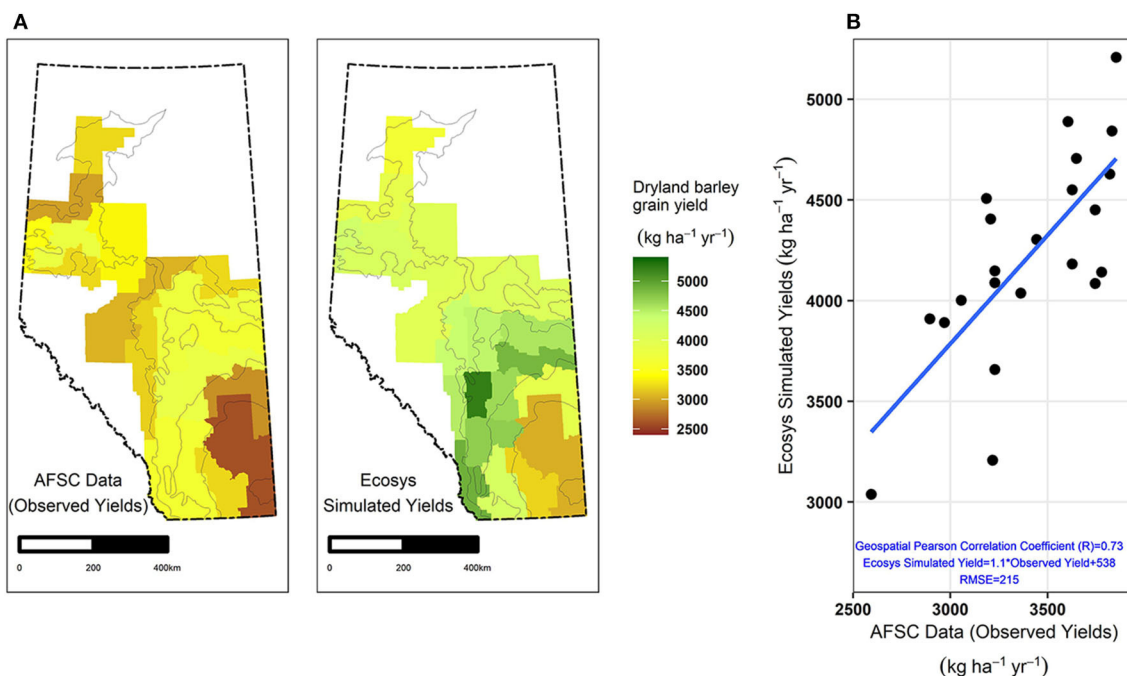 A
AFSC Data
(Observed Yields)
0
200
400km
Ecosys
Simulated Yields
0
200
400km
Dryland barley
grain yield
(kg ha⁻¹ yr⁻¹)
5000
4500
4000
3500
3000
2500
B
Ecosys Simulated Yields (kg ha⁻¹ yr⁻¹)
5000
4500
4000
3500
3000
Geospatial Pearson Correlation Coefficient (R)=0.73
Ecosys Simulated Yield=1.1*Observed Yield+538
RMSE=215
2500
3000
3500
AFSC Data (Observed Yields)
(kg ha⁻¹ yr⁻¹)